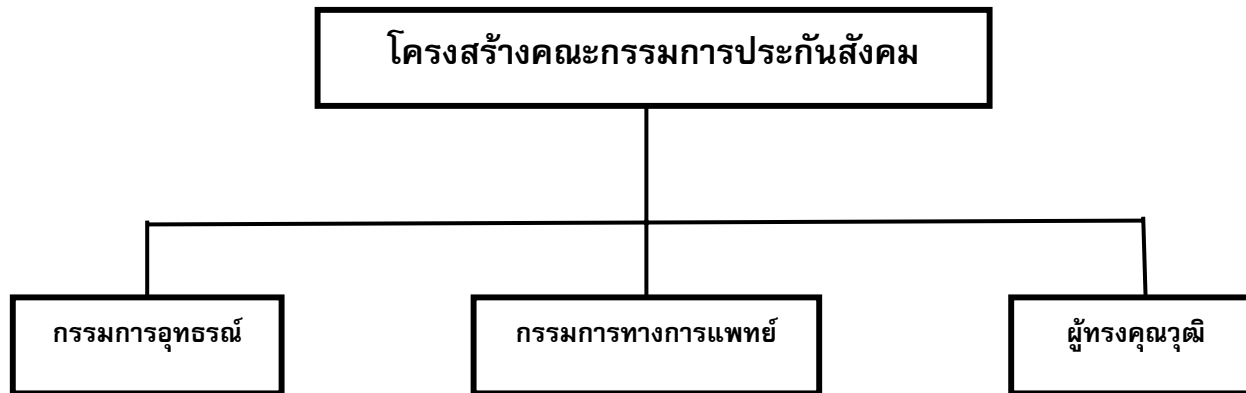 โครงสร้างคณะกรรมการประกันสังคม
กรรมการอุทธรณ์
กรรมการทางการแพทย์
ผู้ทรงคุณวุฒิ